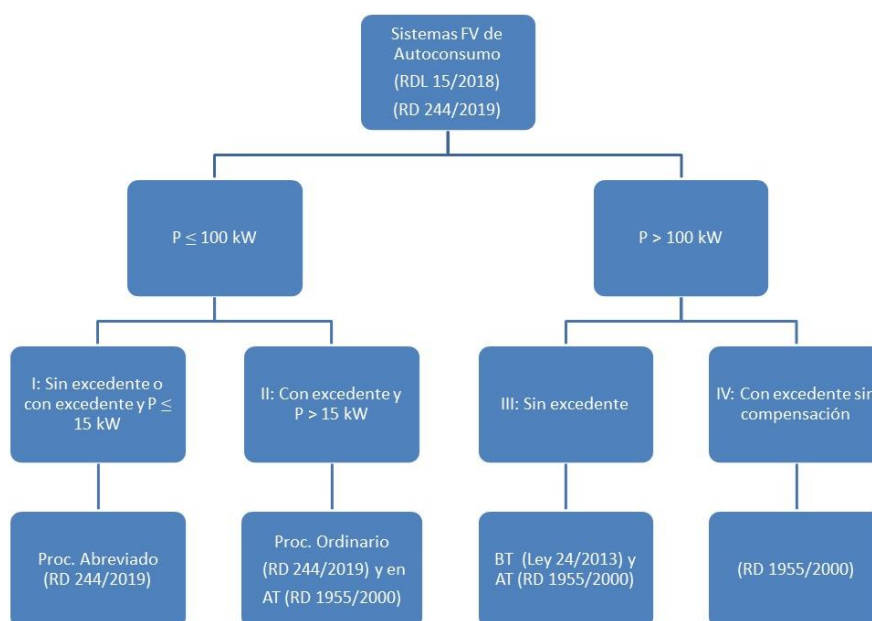 Sistemas FV de
Autoconsumo
(RDL 15/2018)
(RD 244/2019)
P ≤ 100 kW
P > 100 kW
I: Sin excedente o
con excedente y P ≤
15 kW
II: Con excedente y
P > 15 kW
III: Sin excedente
IV: Con excedente sin
compensación
Proc. Abreviado
(RD 244/2019)
Proc. Ordinario
(RD 244/2019) y en
AT (RD 1955/2000)
BT (Ley 24/2013) y
AT (RD 1955/2000)
(RD 1955/2000)